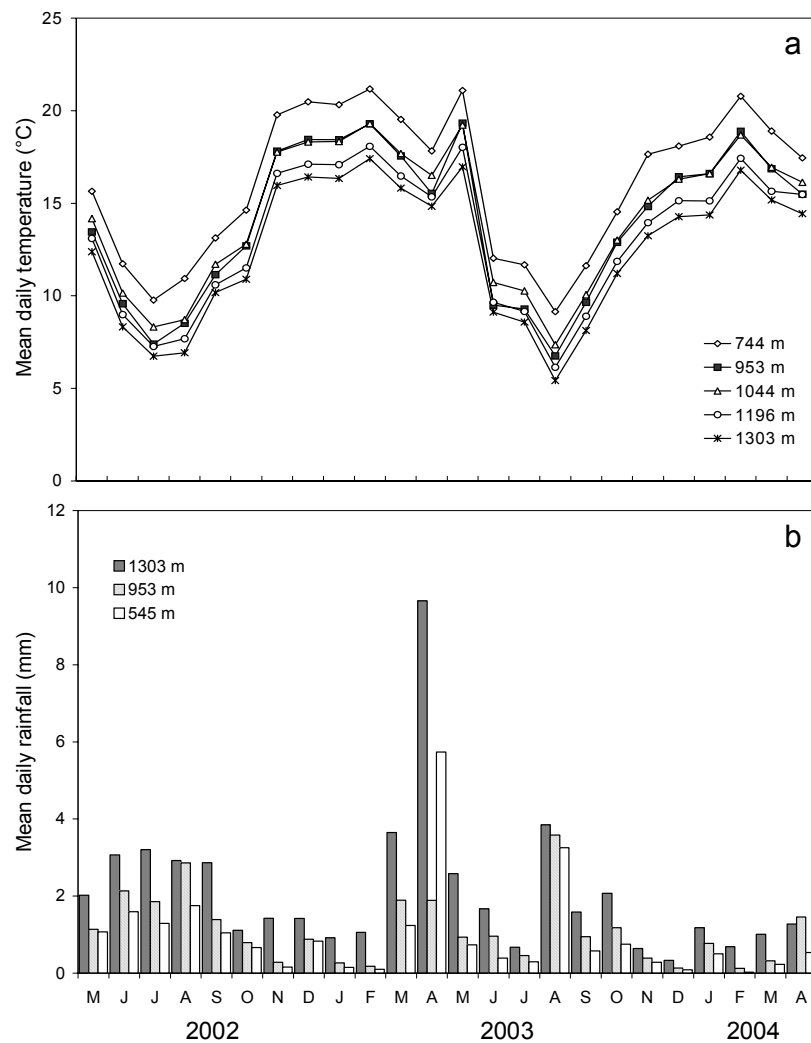 a
25
20
15
10
5
0
Mean daily temperature (°C)
744 m
953 m
1044 m
1196 m
1303 m
b
12
10
8
6
4
2
0
Mean daily rainfall (mm)
1303 m
953 m
545 m
M J J A S O N D J F M A M J J A S O N D J F M A
2002 2003 2004